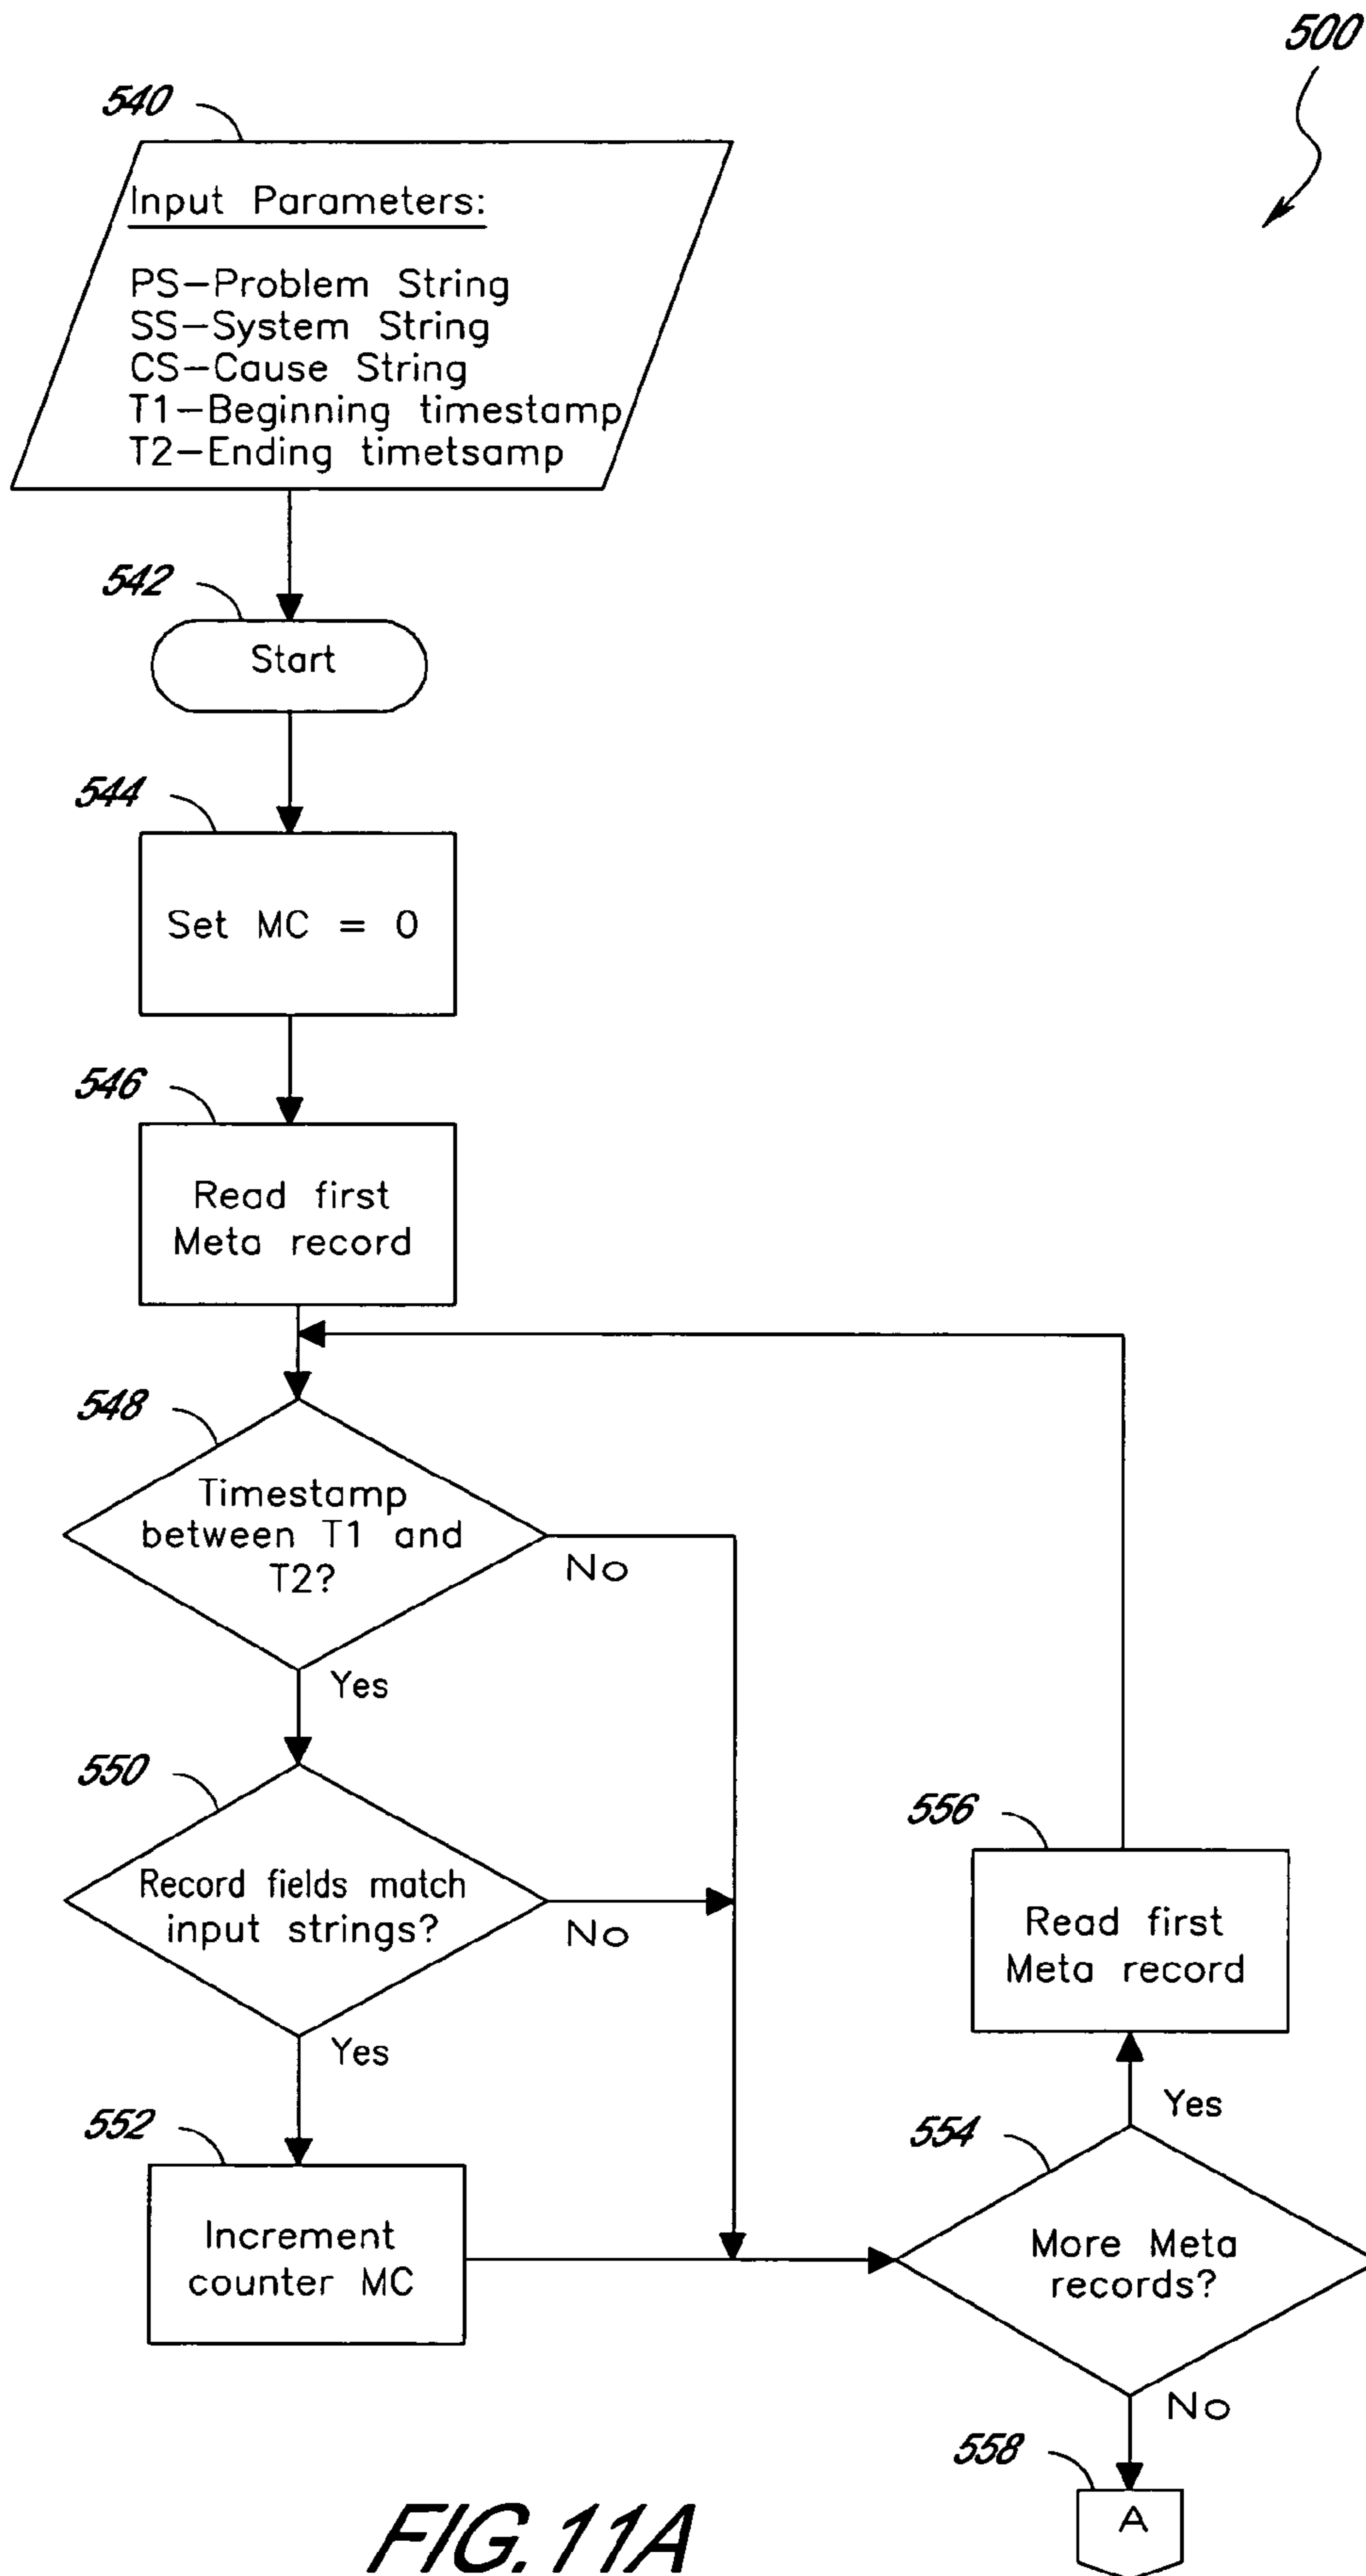 500
540
Input Parameters:
PS-Problem String
SS-System String
CS-Cause String
T1-Beginning timestamp
T2-Ending timetsamp
542
Start
544
Set MC = 0
546
Read first
Meta record
548
Timestamp
between T1 and
T2?
No
Yes
550
Record fields match
input strings?
No
Yes
552
Increment
counter MC
556
Read first
Meta record
Yes
554
More Meta
records?
No
558
A
FIG.11A